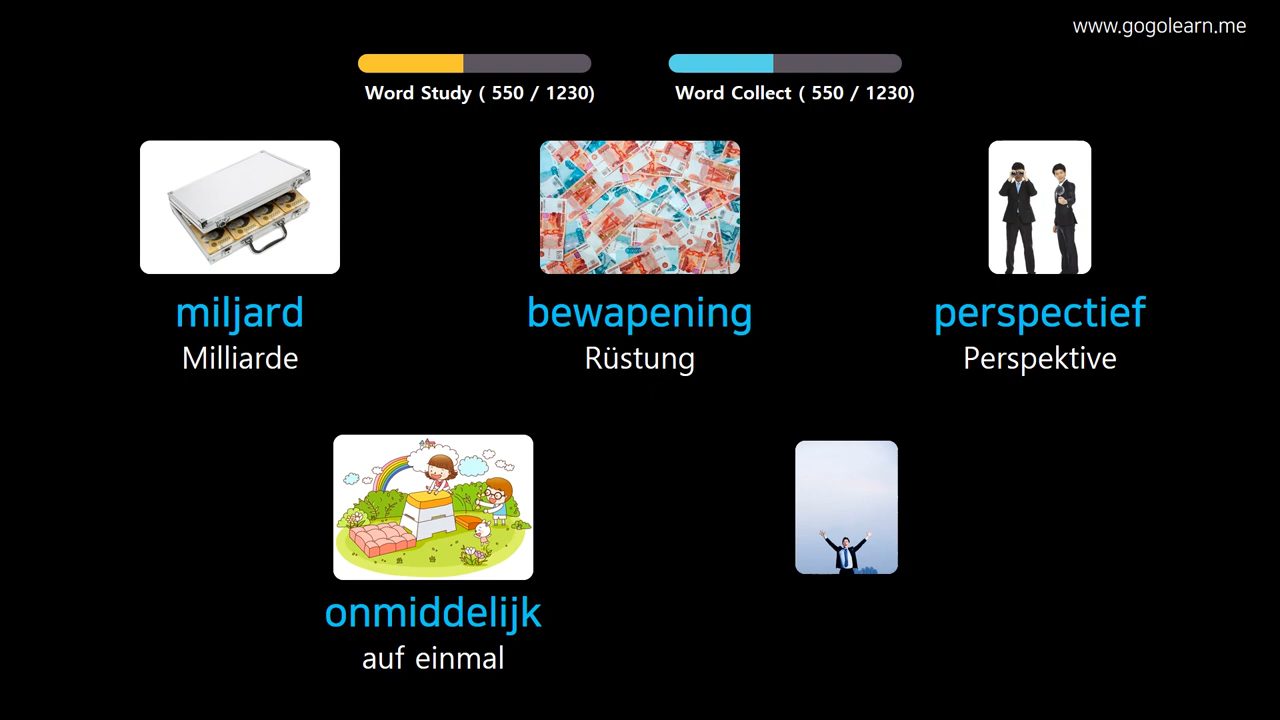 www.gogolearn.me
Word Study ( 550 / 1230)
Word Collect ( 550 / 1230)
miljard
Milliarde
bewapening
Rüstung
perspectief
Perspektive
onmiddelijk
auf einmal